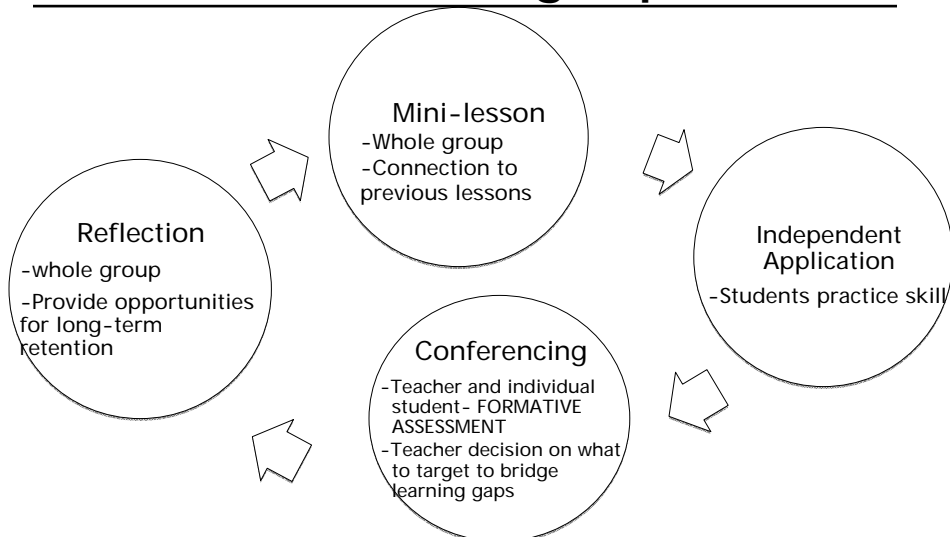 Mini-lesson
-Whole group
-Connection to
previous lessons
Independent
Application
-Students practice skill
Conferencing
-Teacher and individual
student- FORMATIVE
ASSESSMENT
-Teacher decision on what
to target to bridge
learning gaps
Reflection
-whole group
-Provide opportunities
for long-term
retention